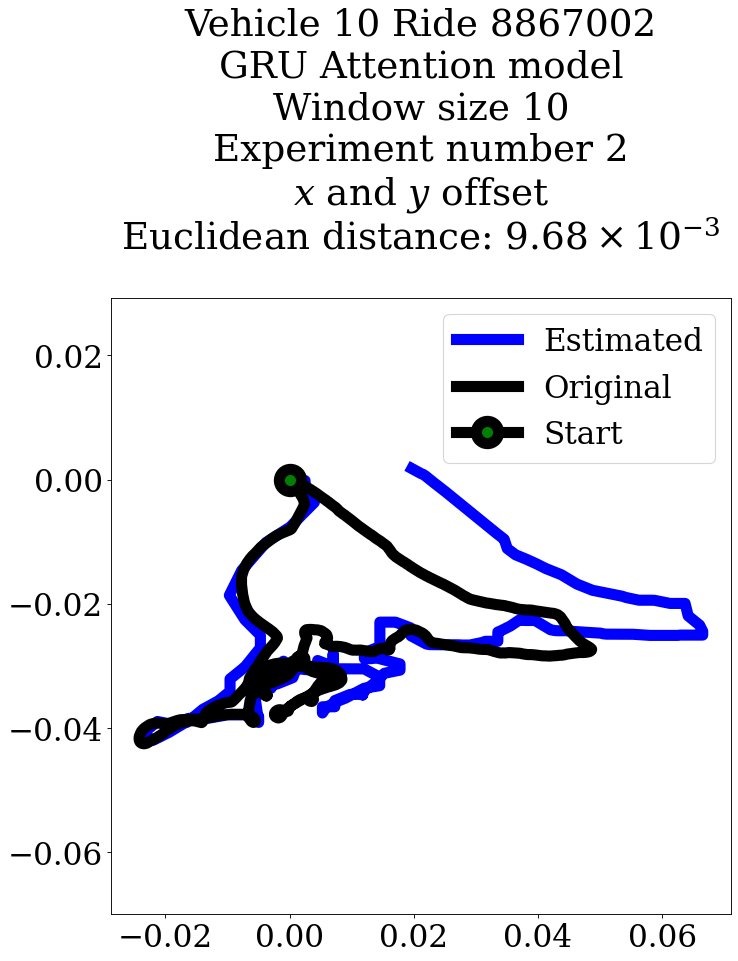 Vehicle 10 Ride 8867002
GRU Attention model
Window size 10
Experiment number 2
x and y offset
Euclidean distance: 9.68 × 10⁻³
Estimated
Original
Start
0.02
0.00
−0.02
−0.04
−0.06
−0.02 0.00 0.02 0.04 0.06